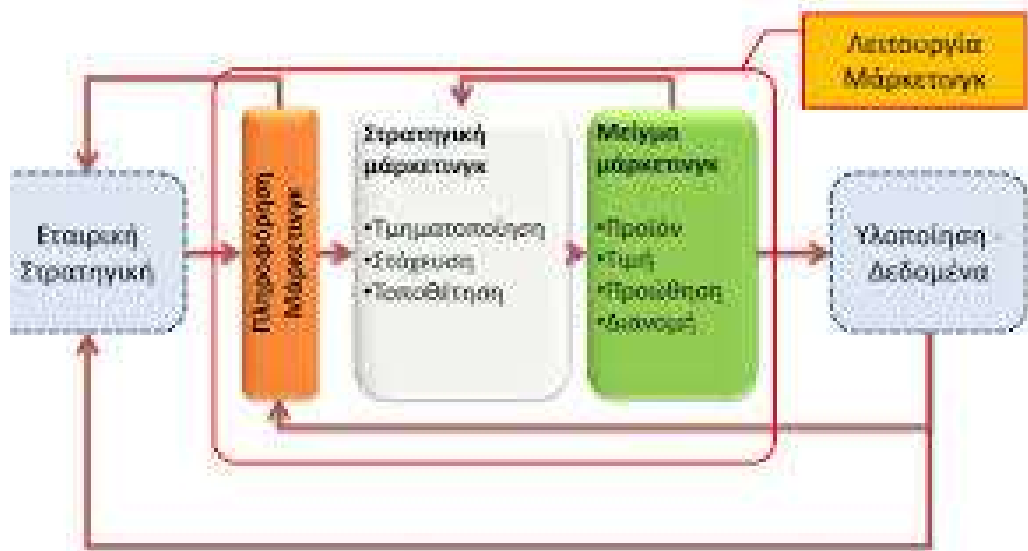 Λειτουργία
Μάρκετινγκ
Εταιρική
Στρατηγική
Πληροφόρηση
Μάρκετινγκ
Στρατηγική
μάρκετινγκ
•Τμηματοποίηση
•Στόχευση
•Τοποθέτηση
Μείγμα
μάρκετινγκ
•Προϊόν
•Τιμή
•Προώθηση
•Διανομή
Υλοποίηση -
Δεδομένα